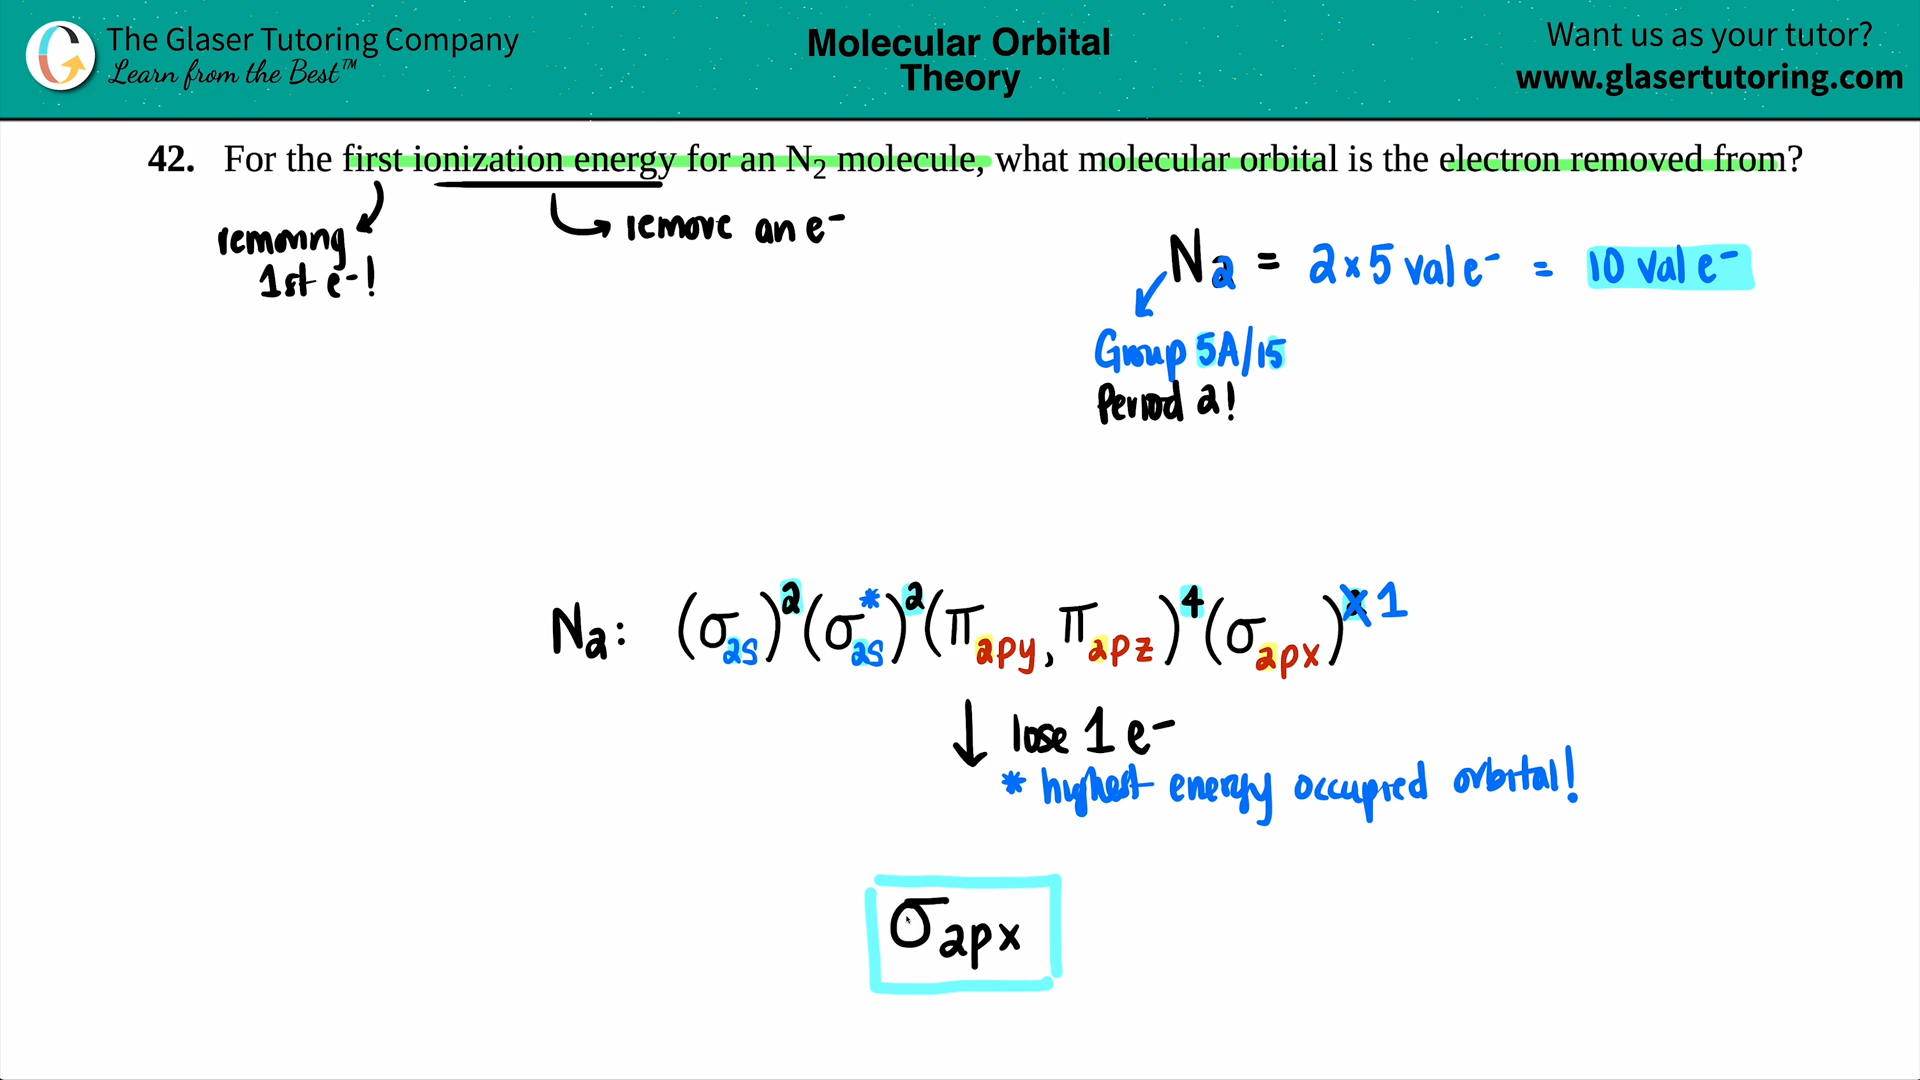 The Glaser Tutoring Company
Learn from the Best™
Molecular Orbital
Theory
Want us as your tutor?
www.glasertutoring.com
42. For the first ionization energy for an N₂ molecule, what molecular orbital is the electron removed from?
removing
1st e⁻!
remove an e⁻
N₂ = 2 x 5 val e⁻ = 10 val e⁻
Group 5A/15
Period 2!
N₂: (σ2s)²(σ*2s)²(π2py, π2pz)⁴(σ2px)² 1
↓ lose 1 e⁻
* highest energy occupied orbital!
σ2px